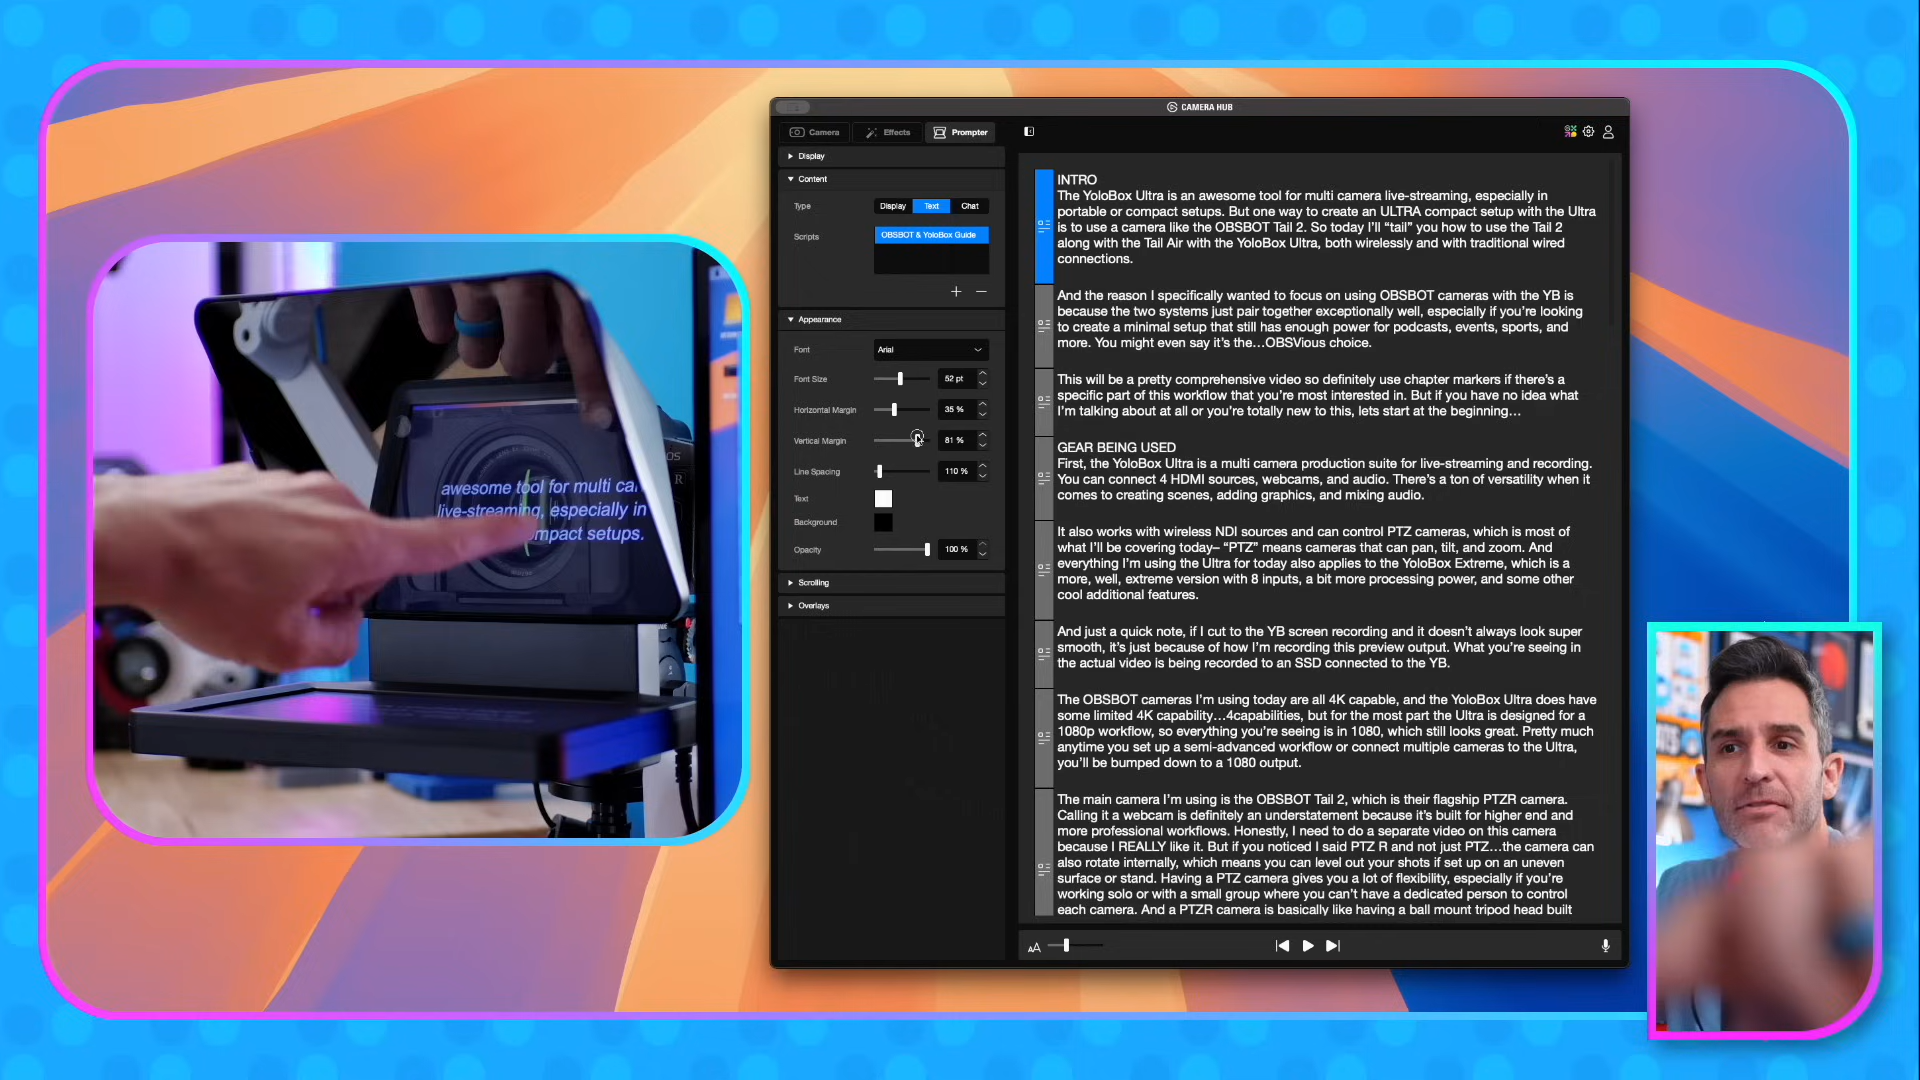 CAMERA HUB
Camera
Effects
Prompter
Display
Content
Type
Display
Text
Chat
Scripts
OBSBOT & YoloBox Guide
Appearance
Font
Arial
Font Size
52 pt
Horizontal Margin
35 %
Vertical Margin
81 %
Line Spacing
110 %
Text
Background
Opacity
100 %
Scrolling
Overlays
INTRO
The YoloBox Ultra is an awesome tool for multi camera live-streaming, especially in
portable or compact setups. But one way to create an ULTRA compact setup with the Ultra
is to use a camera like the OBSBOT Tail 2. So today I'll “tail” you how to use the Tail 2
along with the Tail Air with the YoloBox Ultra, both wirelessly and with traditional wired
connections.
And the reason I specifically wanted to focus on using OBSBOT cameras with the YB is
because the two systems just pair together exceptionally well, especially if you're looking
to create a minimal setup that still has enough power for podcasts, events, sports, and
more. You might even say it's the…OBSVious choice.
This will be a pretty comprehensive video so definitely use chapter markers if there's a
specific part of this workflow that you're most interested in. But if you have no idea what
I'm talking about at all or you're totally new to this, lets start at the beginning…
GEAR BEING USED
First, the YoloBox Ultra is a multi camera production suite for live-streaming and recording.
You can connect 4 HDMI sources, webcams, and audio. There's a ton of versatility when it
comes to creating scenes, adding graphics, and mixing audio.
It also works with wireless NDI sources and can control PTZ cameras, which is most of
what I'll be covering today– “PTZ” means cameras that can pan, tilt, and zoom. And
everything I'm using the Ultra for today also applies to the YoloBox Extreme, which is a
more, well, extreme version with 8 inputs, a bit more processing power, and some other
cool additional features.
And just a quick note, if I cut to the YB screen recording and it doesn't always look super
smooth, it's just because of how I'm recording this preview output. What you're seeing in
the actual video is being recorded to an SSD connected to the YB.
The OBSBOT cameras I'm using today are all 4K capable, and the YoloBox Ultra does have
some limited 4K capability…4capabilities, but for the most part the Ultra is designed for a
1080p workflow, so everything you're seeing is in 1080, which still looks great. Pretty much
anytime you set up a semi-advanced workflow or connect multiple cameras to the Ultra,
you'll be bumped down to a 1080 output.
The main camera I'm using is the OBSBOT Tail 2, which is their flagship PTZR camera.
Calling it a webcam is definitely an understatement because it's built for higher end and
more professional workflows. Honestly, I need to do a separate video on this camera
because I REALLY like it. But if you noticed I said PTZ R and not just PTZ…the camera can
also rotate internally, which means you can level out your shots if set up on an uneven
surface or stand. Having a PTZ camera gives you a lot of flexibility, especially if you're
working solo or with a small group where you can't have a dedicated person to control
each camera. And a PTZR camera is basically like having a ball mount tripod head built
AA
awesome tool for multi ca
live-streaming, especially in
mpact setups.
R